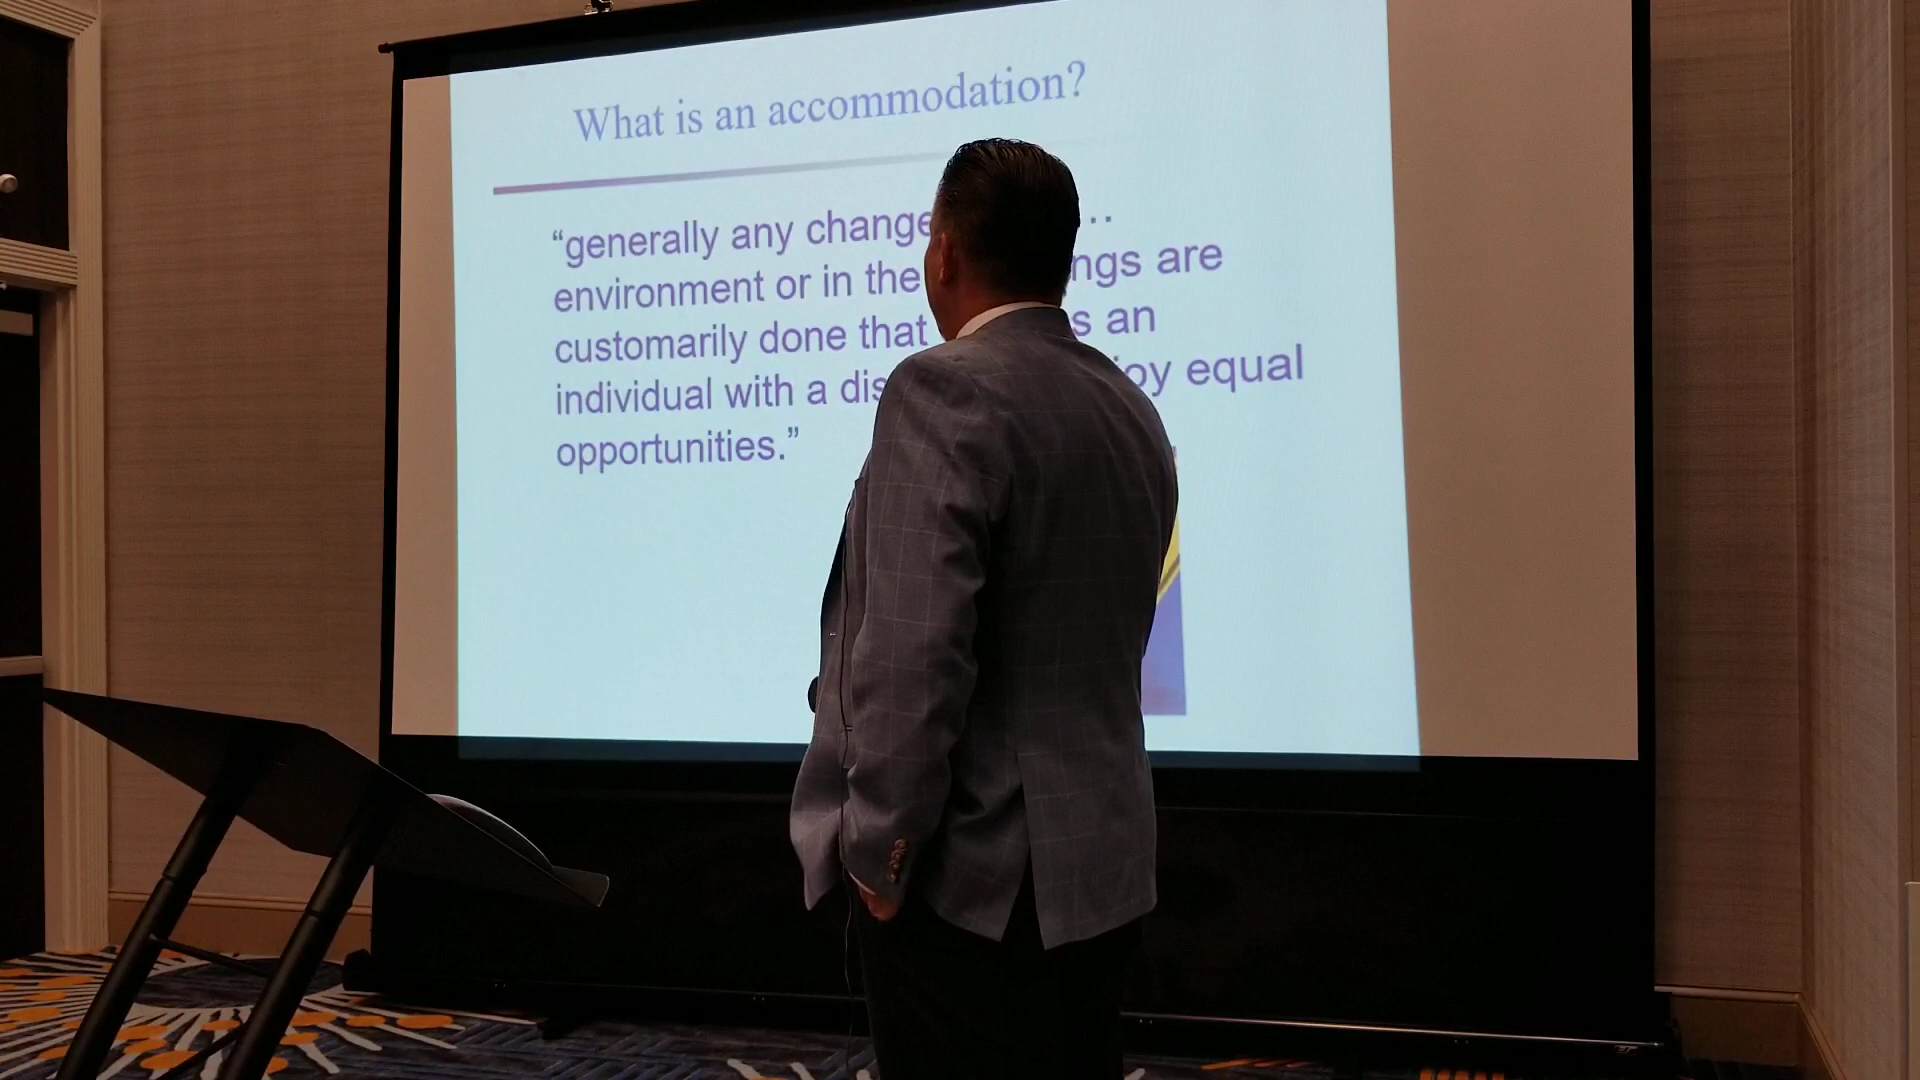 What is an accommodation?
“generally any change ..
environment or in the ngs are
customarily done that s an
individual with a dis oy equal
opportunities.”